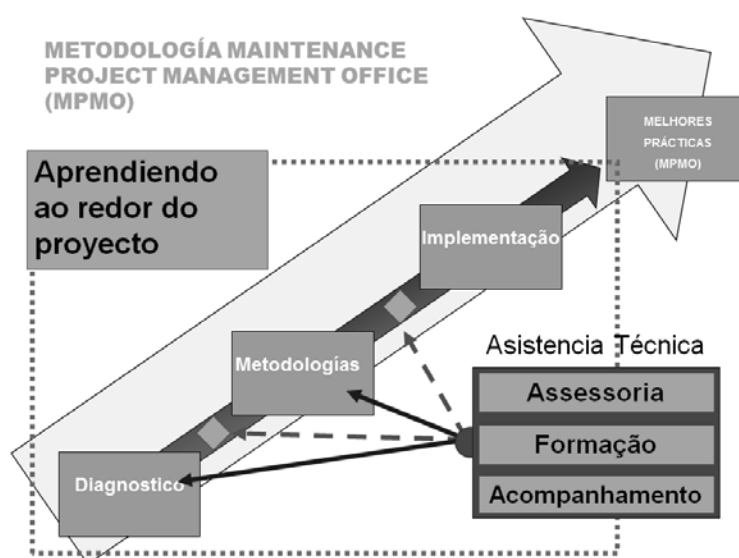 METODOLOGÍA MAINTENANCE
PROJECT MANAGEMENT OFFICE
(MPMO)
MELHORES
PRÁCTICAS
(MPMO)
Aprendiendo
ao redor do
proyecto
Implementação
Metodologías
Diagnostico
Asistencia Técnica
Assessoria
Formação
Acompanhamento